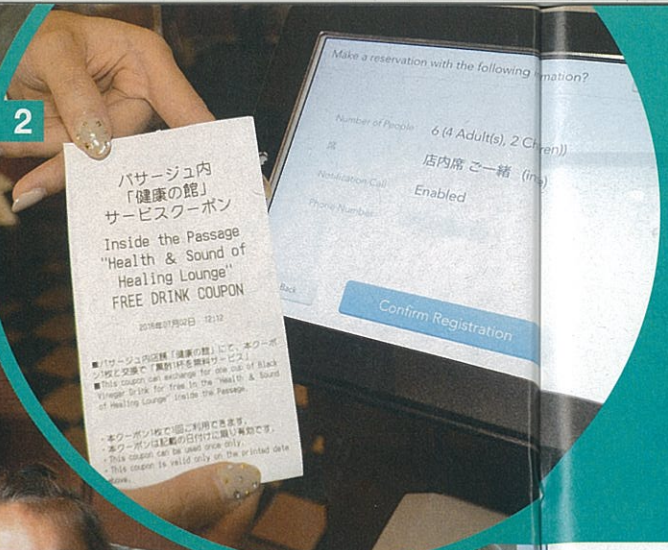 2
パサージュ内
「健康の館」
サービスクーポン
Inside the Passage
"Health & Sound of
Healing Lounge"
FREE DRINK COUPON
2016年07月02日 12:12
■パサージュ内店舗「健康の館」にて、本クーポ
ン1枚と交換で「黒酢1杯を無料サービス」
■This coupon can exchange for one cup of Black
Vinegar Drink for free in the "Health & Sound
of Healing Lounge" inside the Passage.
・本クーポン1枚で1回ご利用できます。
・本クーポンは記載の日付けに限り有効です。
・This coupon can be used once only.
・This coupon is valid only on the printed date
above.
Make a reservation with the following mation?
Number of People 6 (4 Adult(s), 2 Ch ren))
席 店内席 ご一緒
Notification Call Enabled
Phone Number
Back
Confirm Registration